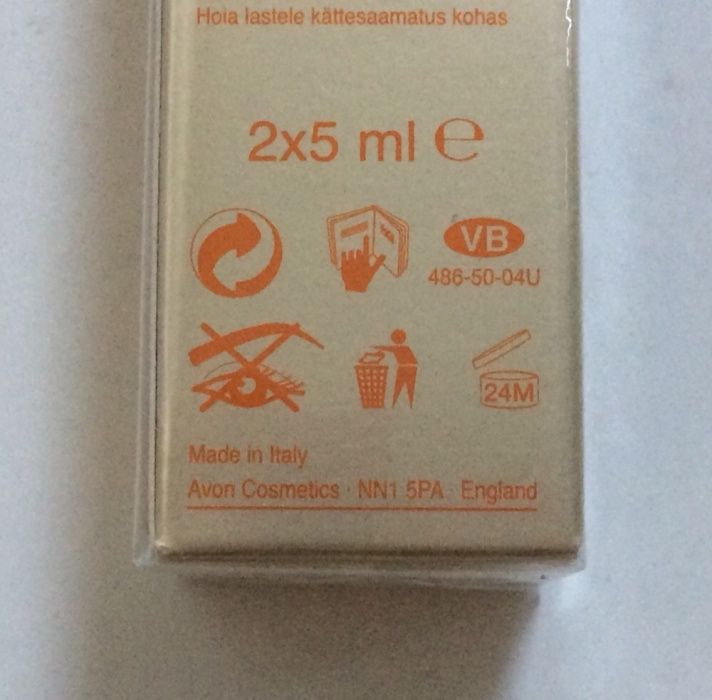 Hoia lastele kättesaamatus kohas
2x5 ml ℮
VB
486-50-04U
24M
Made in Italy
Avon Cosmetics · NN1 5PA · England